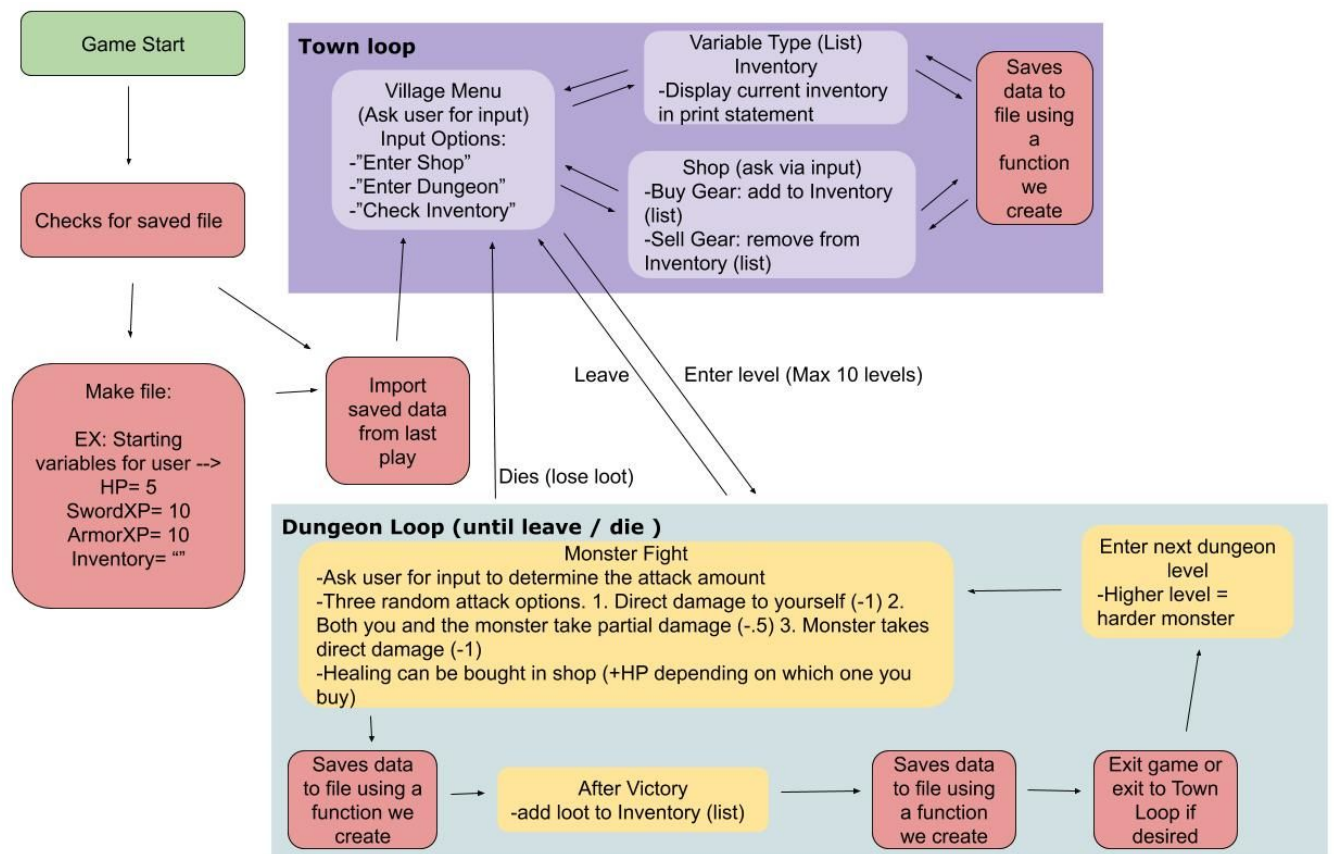 Game Start
Checks for saved file
Make file:
EX: Starting
variables for user -->
HP= 5
SwordXP= 10
ArmorXP= 10
Inventory= “”
Import
saved data
from last
play
Town loop
Village Menu
(Ask user for input)
Input Options:
-”Enter Shop”
-”Enter Dungeon”
-”Check Inventory”
Variable Type (List)
Inventory
-Display current inventory
in print statement
Shop (ask via input)
-Buy Gear: add to Inventory
(list)
-Sell Gear: remove from
Inventory (list)
Saves
data to
file using
a
function
we
create
Leave
Enter level (Max 10 levels)
Dies (lose loot)
Dungeon Loop (until leave / die )
Monster Fight
-Ask user for input to determine the attack amount
-Three random attack options. 1. Direct damage to yourself (-1) 2.
Both you and the monster take partial damage (-.5) 3. Monster takes
direct damage (-1)
-Healing can be bought in shop (+HP depending on which one you
buy)
Enter next dungeon
level
-Higher level =
harder monster
Saves data
to file using a
function we
create
After Victory
-add loot to Inventory (list)
Saves data
to file using
a function
we create
Exit game or
exit to Town
Loop if
desired